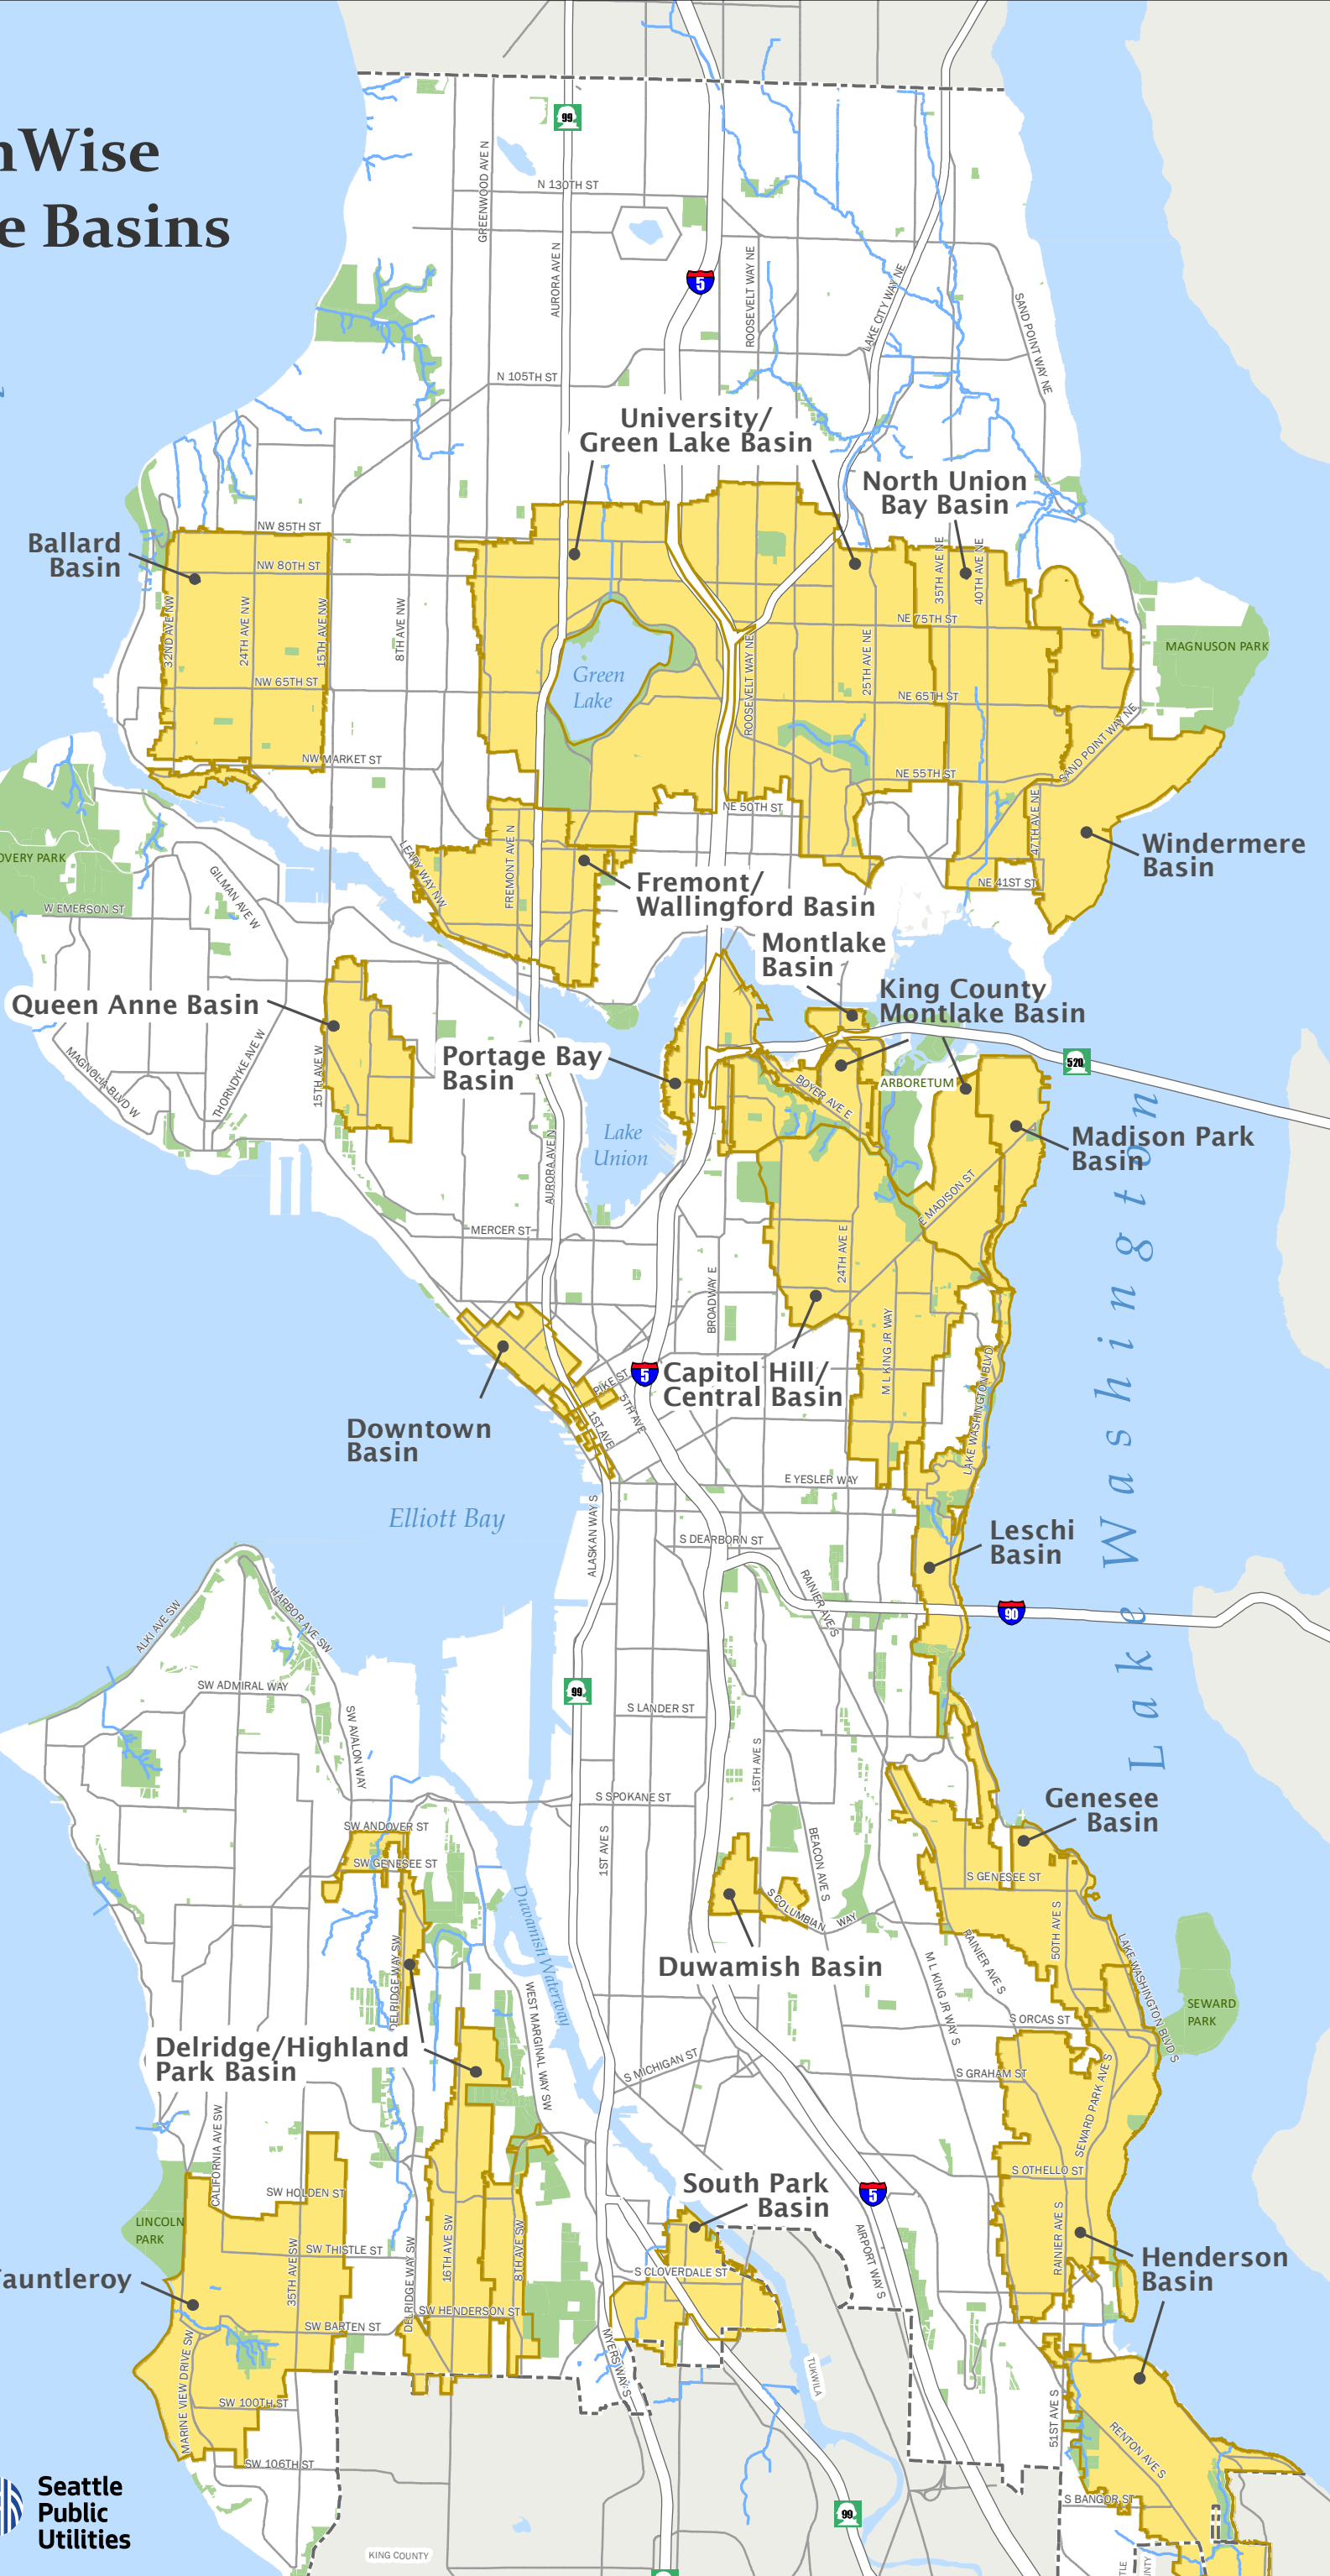 nWise
e Basins
GREENWOOD AVE N
99
N 130TH ST
AURORA AVE N
5
ROOSEVELT WAY NE
LAKE CITY WAY NE
SAND POINT WAY NE
N 105TH ST
University/
Green Lake Basin
North Union
Bay Basin
Ballard
Basin
NW 85TH ST
NW 80TH ST
35TH AVE NE
40TH AVE NE
32ND AVE NW
24TH AVE NW
15TH AVE NW
8TH AVE NW
NE 75TH ST
MAGNUSON PARK
Green
Lake
ROOSEVELT WAY NE
25TH AVE NE
NW 65TH ST
NE 65TH ST
SAND POINT WAY NE
NW MARKET ST
NE 55TH ST
NE 50TH ST
47TH AVE NE
Windermere
Basin
OVERY PARK
LEARY WAY NW
FREMONT AVE N
Fremont/
Wallingford Basin
NE 41ST ST
GILMAN AVE W
W EMERSON ST
Montlake
Basin
King County
Montlake Basin
Queen Anne Basin
15TH AVE W
THORNDYKE AVE W
MAGNOLIA BLVD W
Portage Bay
Basin
520
BOYER AVE E
ARBORETUM
Madison Park
Basin
Lake
Union
AURORA AVE N
E MADISON ST
MERCER ST
24TH AVE E
BROADWAY E
M L KING JR WAY
Lake Washington
LAKE WASHINGTON BLVD
5
Capitol Hill/
Central Basin
PIKE ST
5TH AVE
1ST AVE
Downtown
Basin
E YESLER WAY
Elliott Bay
ALASKAN WAY S
S DEARBORN ST
Leschi
Basin
RAINIER AVE S
90
ALKI AVE SW
HARBOR AVE SW
SW ADMIRAL WAY
99
SW AVALON WAY
S LANDER ST
15TH AVE S
S SPOKANE ST
Genesee
Basin
SW ANDOVER ST
SW GENESEE ST
1ST AVE S
BEACON AVE S
S GENESEE ST
S COLUMBIAN WAY
Duwamish Waterway
50TH AVE S
DELRIDGE WAY SW
Duwamish Basin
RAINIER AVE S
LAKE WASHINGTON BLVD S
M L KING JR WAY S
WEST MARGINAL WAY SW
SEWARD
PARK
S ORCAS ST
Delridge/Highland
Park Basin
S MICHIGAN ST
S GRAHAM ST
SEWARD PARK AVE S
CALIFORNIA AVE SW
S OTHELLO ST
South Park
Basin
5
SW HOLDEN ST
LINCOLN
PARK
SW THISTLE ST
35TH AVE SW
DELRIDGE WAY SW
16TH AVE SW
8TH AVE SW
AIRPORT WAY S
RAINIER AVE S
Henderson
Basin
auntleroy
S CLOVERDALE ST
SW HENDERSON ST
SW BARTEN ST
MARINE VIEW DRIVE SW
MYERS WAY S
TUKWILA
SW 100TH ST
51ST AVE S
RENTON AVE S
SW 106TH ST
Seattle
Public
Utilities
99
S BANGOR ST
KING COUNTY